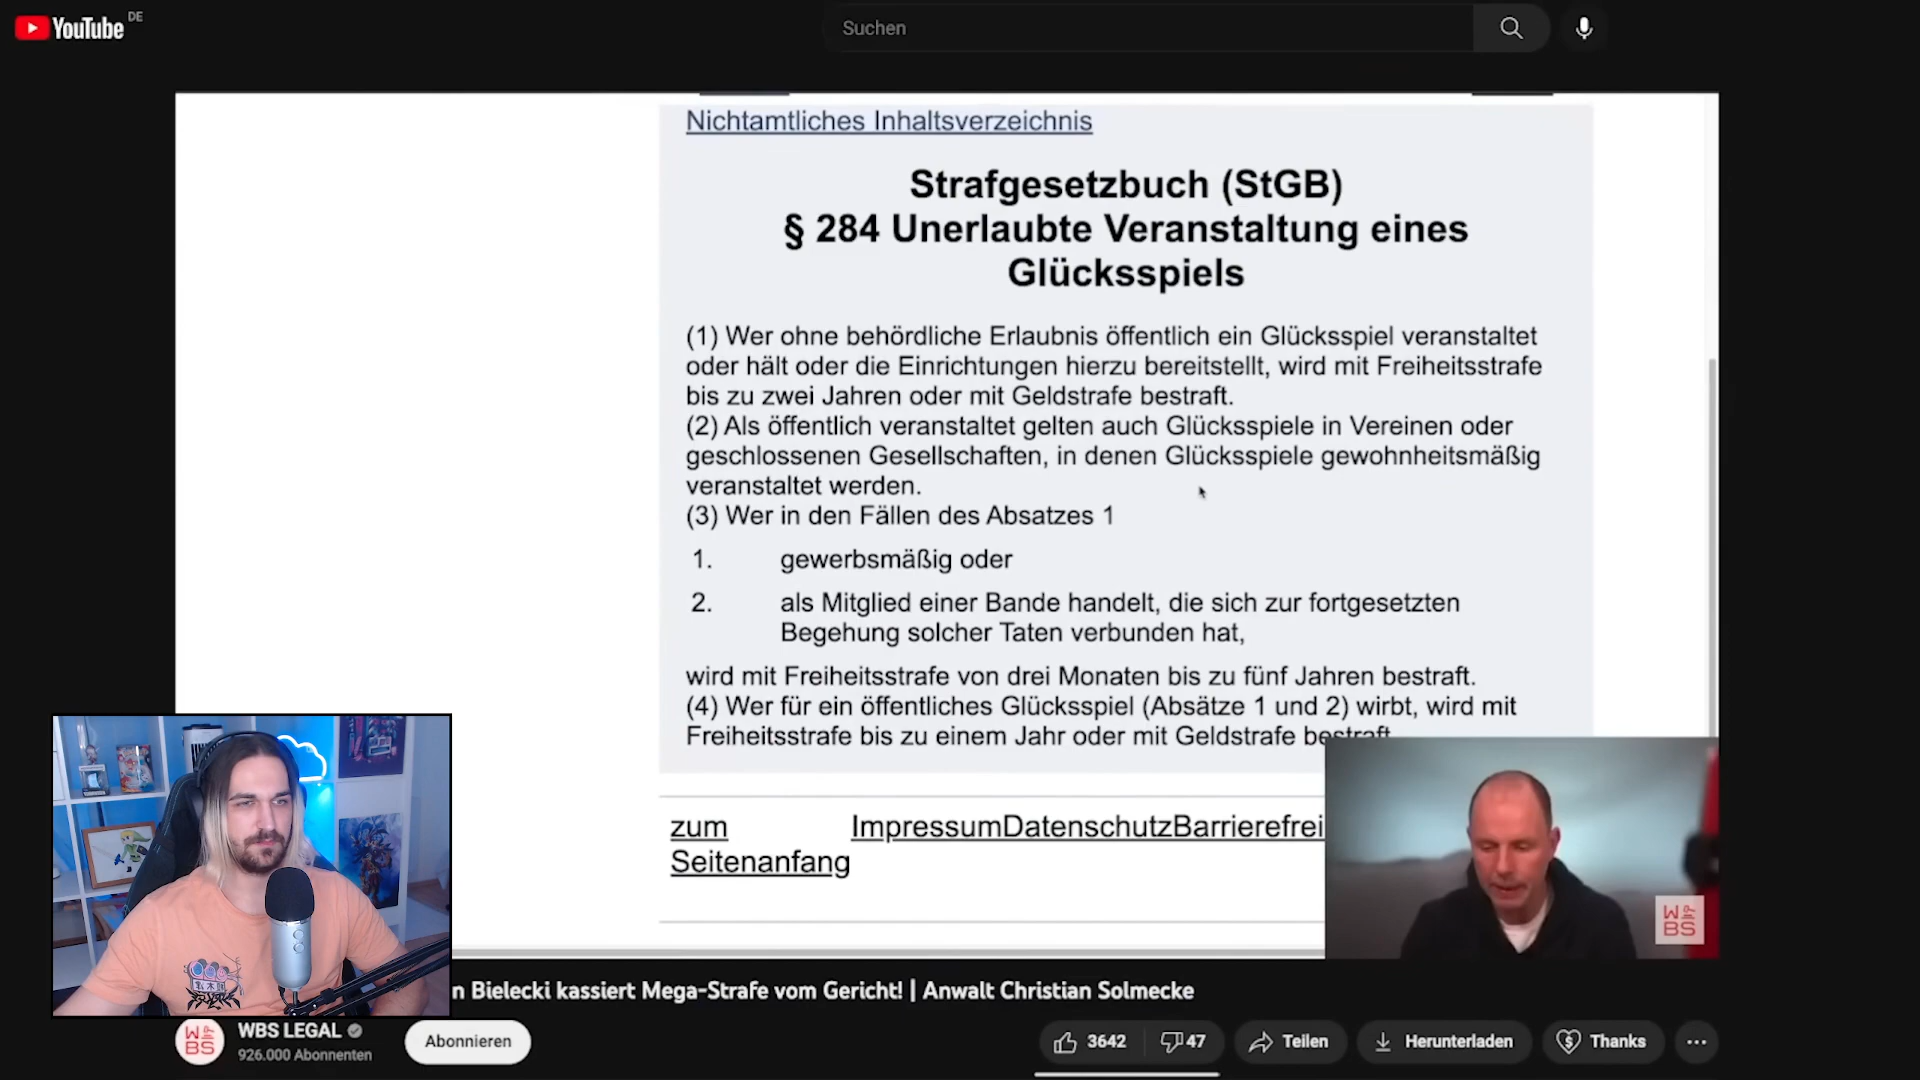 YouTube DE
Suchen
Nichtamtliches Inhaltsverzeichnis
Strafgesetzbuch (StGB)
§ 284 Unerlaubte Veranstaltung eines
Glücksspiels
(1) Wer ohne behördliche Erlaubnis öffentlich ein Glücksspiel veranstaltet
oder hält oder die Einrichtungen hierzu bereitstellt, wird mit Freiheitsstrafe
bis zu zwei Jahren oder mit Geldstrafe bestraft.
(2) Als öffentlich veranstaltet gelten auch Glücksspiele in Vereinen oder
geschlossenen Gesellschaften, in denen Glücksspiele gewohnheitsmäßig
veranstaltet werden.
(3) Wer in den Fällen des Absatzes 1
1. gewerbsmäßig oder
2. als Mitglied einer Bande handelt, die sich zur fortgesetzten
Begehung solcher Taten verbunden hat,
wird mit Freiheitsstrafe von drei Monaten bis zu fünf Jahren bestraft.
(4) Wer für ein öffentliches Glücksspiel (Absätze 1 und 2) wirbt, wird mit
Freiheitsstrafe bis zu einem Jahr oder mit Geldstrafe bestraft.
zum ImpressumDatenschutzBarrierefrei
Seitenanfang
WBS
n Bielecki kassiert Mega-Strafe vom Gericht! | Anwalt Christian Solmecke
WBS
WBS LEGAL
926.000 Abonnenten
Abonnieren
3642
47
Teilen
Herunterladen
Thanks